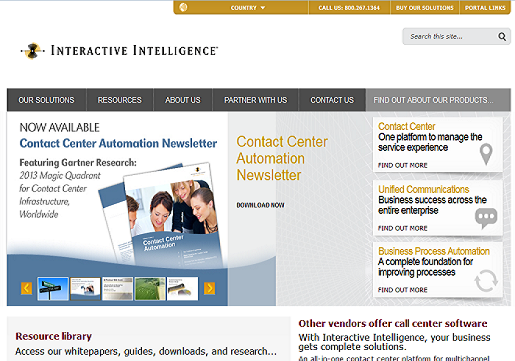 COUNTRY
CALL US: 800.267.1364
BUY OUR SOLUTIONS
PORTAL LINKS
Search this site...
INTERACTIVE INTELLIGENCE
OUR SOLUTIONS
RESOURCES
ABOUT US
PARTNER WITH US
CONTACT US
FIND OUT ABOUT OUR PRODUCTS...
NOW AVAILABLE
Contact Center Automation Newsletter
Featuring Gartner Research:
2013 Magic Quadrant
for Contact Center
Infrastructure,
Worldwide
Contact Center
Automation
Contact Center
Automation
Newsletter
DOWNLOAD NOW
Contact Center
One platform to manage the
service experience
FIND OUT MORE
Unified Communications
Business success across the
entire enterprise
FIND OUT MORE
Business Process Automation
A complete foundation for
improving processes
FIND OUT MORE
Resource library
Access our whitepapers, guides, downloads, and research...
Other vendors offer call center software
With Interactive Intelligence, your business
gets complete solutions.
An all-in-one contact center platform for multichannel